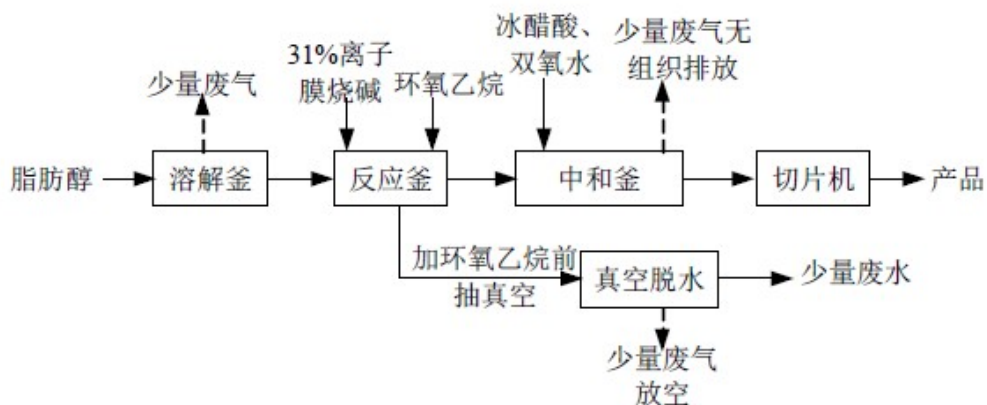 少量废气
31%离子
膜烧碱
环氧乙烷
冰醋酸、
双氧水
少量废气无
组织排放
脂肪醇
溶解釜
反应釜
中和釜
切片机
产品
加环氧乙烷前
抽真空
真空脱水
少量废水
少量废气
放空